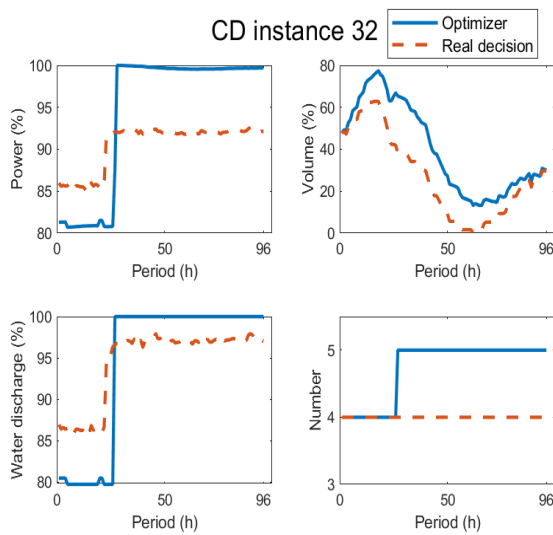 CD instance 32
Optimizer
Real decision
Power (%)
100
95
90
85
80
0
50
96
Period (h)
Volume (%)
80
60
40
20
0
0
50
96
Period (h)
Water discharge (%)
100
95
90
85
80
0
50
96
Period (h)
Number
5
4
3
0
50
96
Period (h)